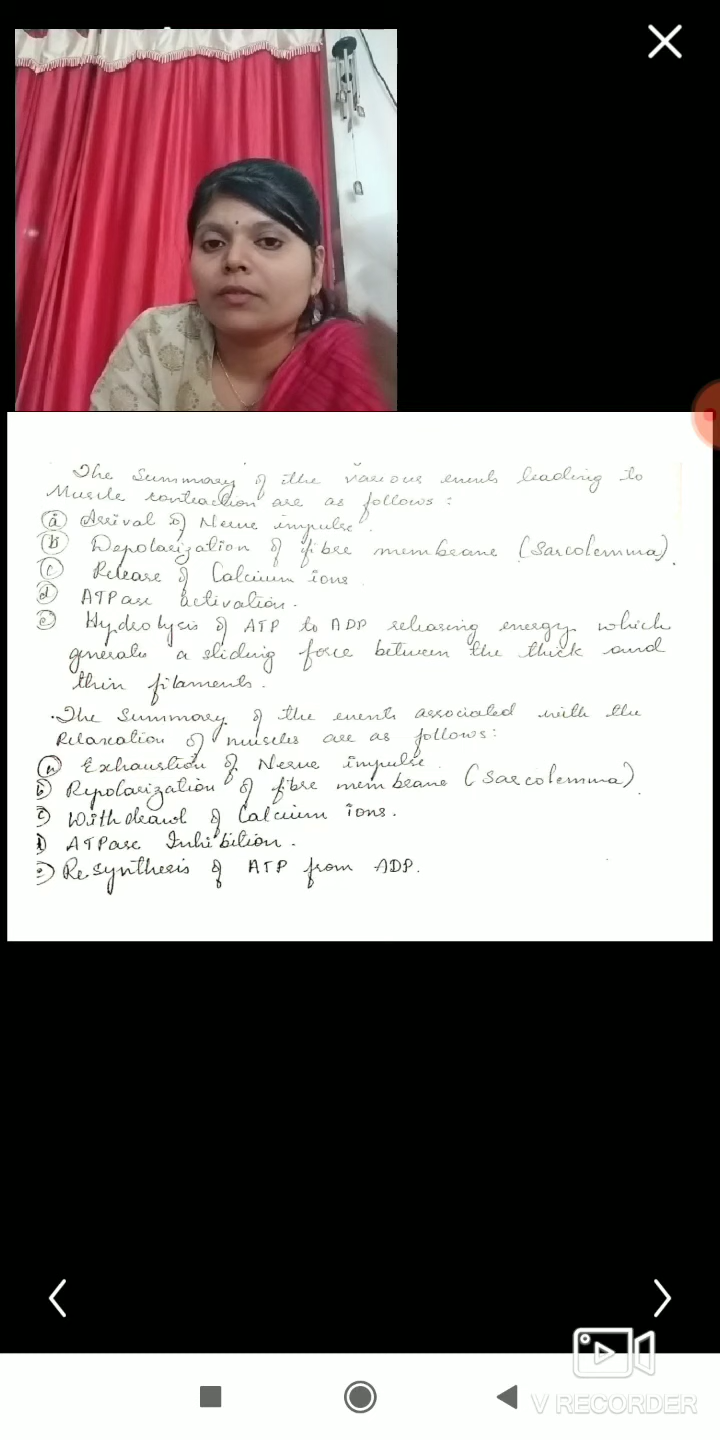 The Summary of the various events leading to
Muscle contraction are as follows:
(a) Arrival of Nerve impulse.
(b) Depolarization of fibre membrane (Sarcolemma).
(c) Release of Calcium ions
(d) ATPase activation.
(e) Hydrolysis of ATP to ADP releasing energy which
generates a sliding force between the thick and
thin filaments.
.The Summary of the events associated with the
Relaxation of muscles are as follows:
(a) Exhaustion of Nerve impulse.
(b) Repolarization of fibre membrane (Sarcolemma).
(c) Withdrawl of Calcium ions.
(d) ATPase Inhibition.
(e) Resynthesis of ATP from ADP.
V RECORDER